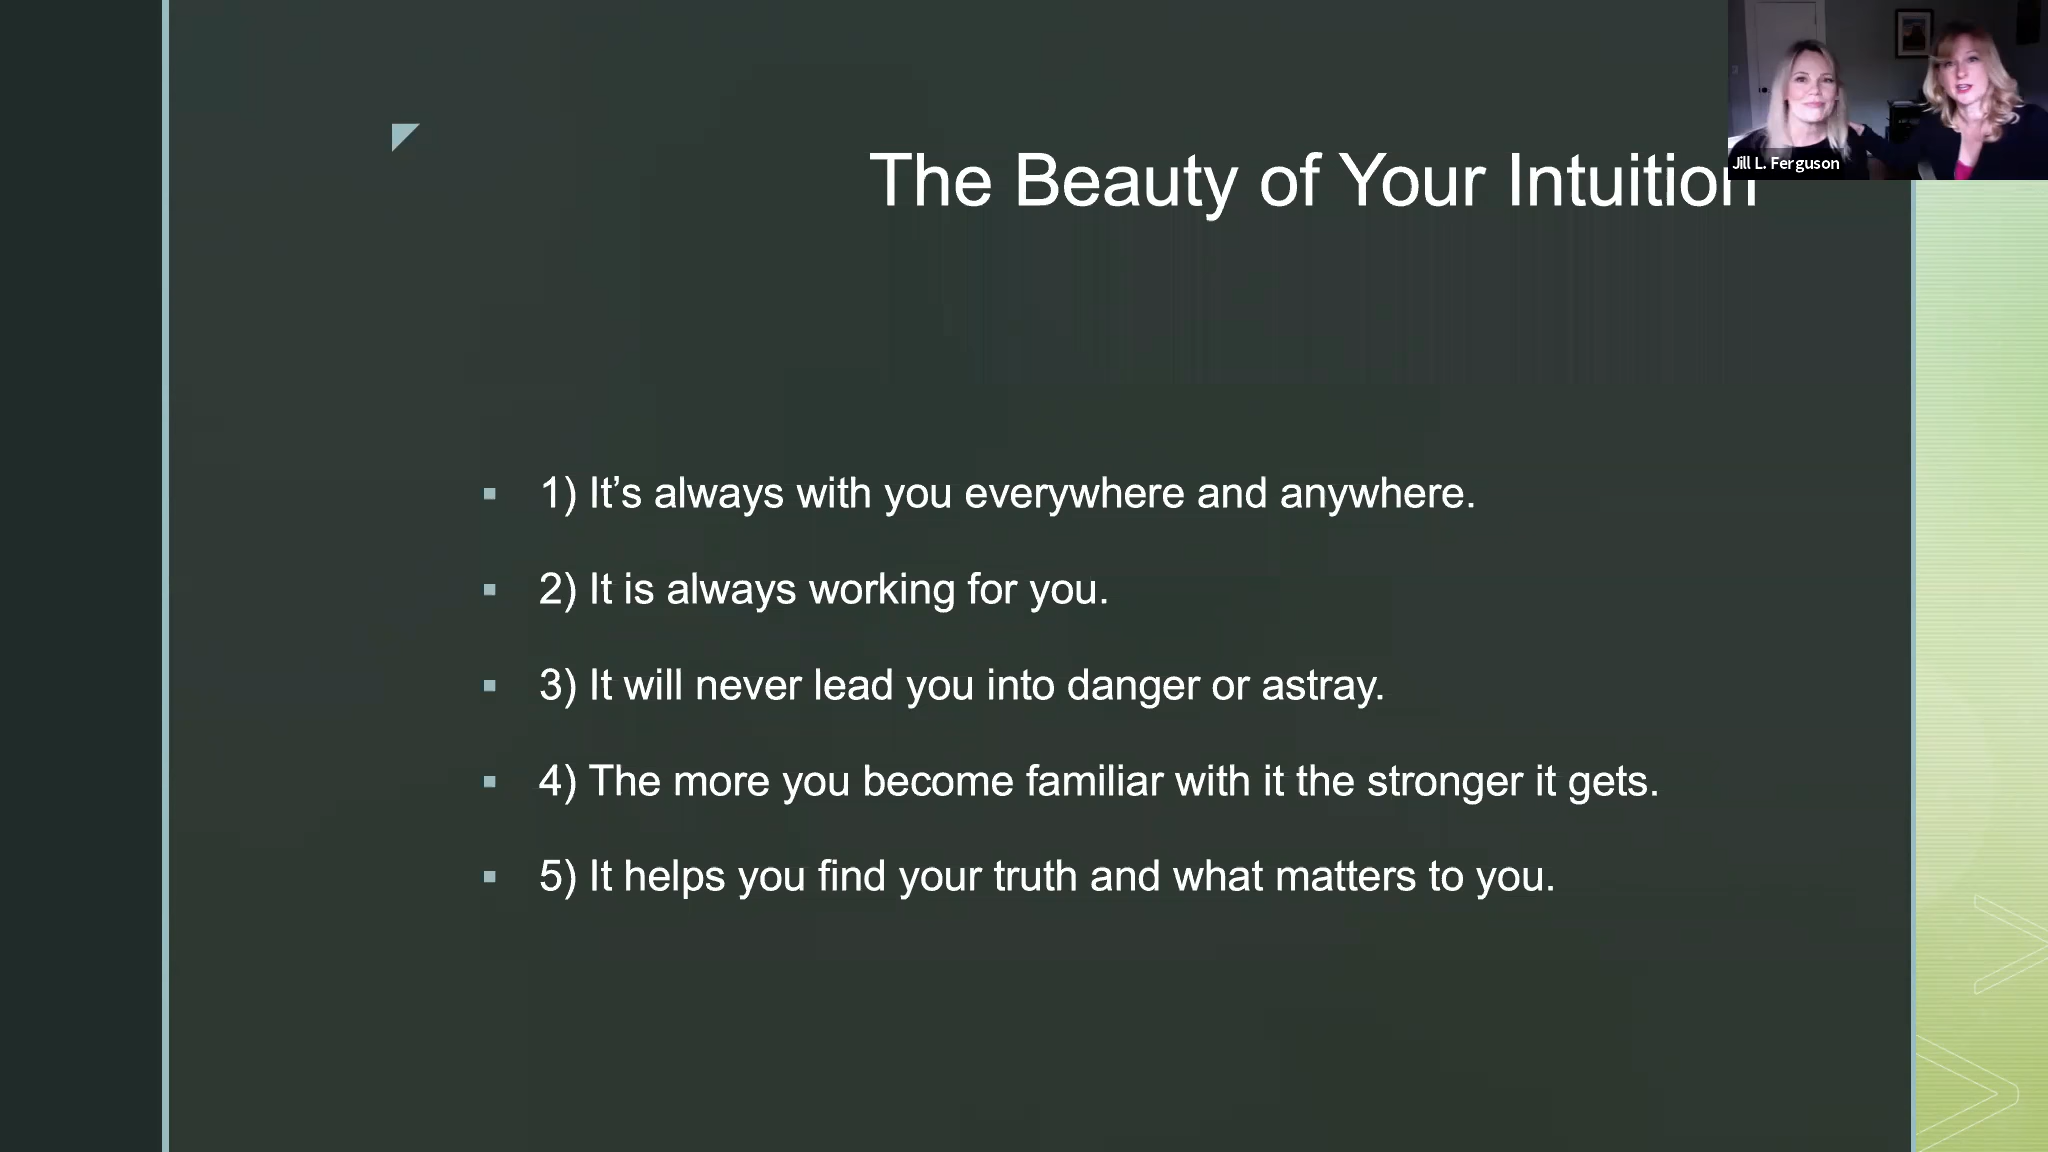 The Beauty of Your Intuition
Jill L. Ferguson
1) It’s always with you everywhere and anywhere.
2) It is always working for you.
3) It will never lead you into danger or astray.
4) The more you become familiar with it the stronger it gets.
5) It helps you find your truth and what matters to you.